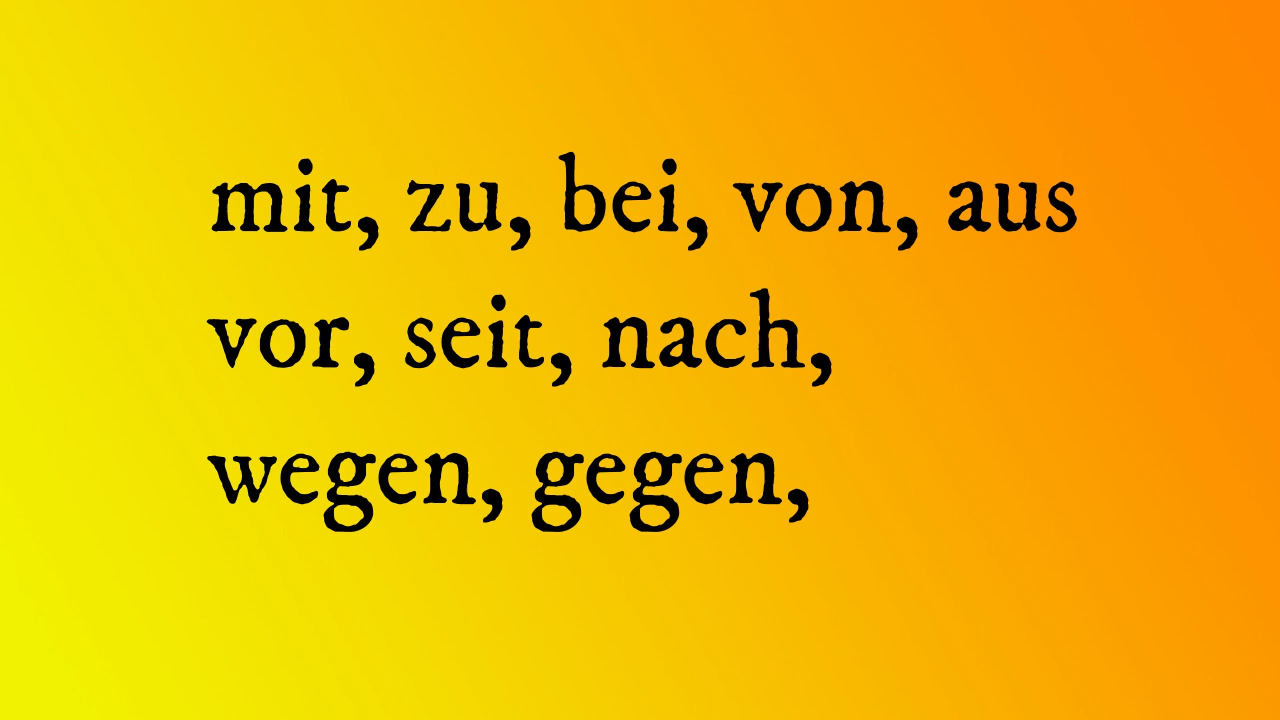 mit, zu, bei, von, aus
vor, seit, nach,
wegen, gegen,